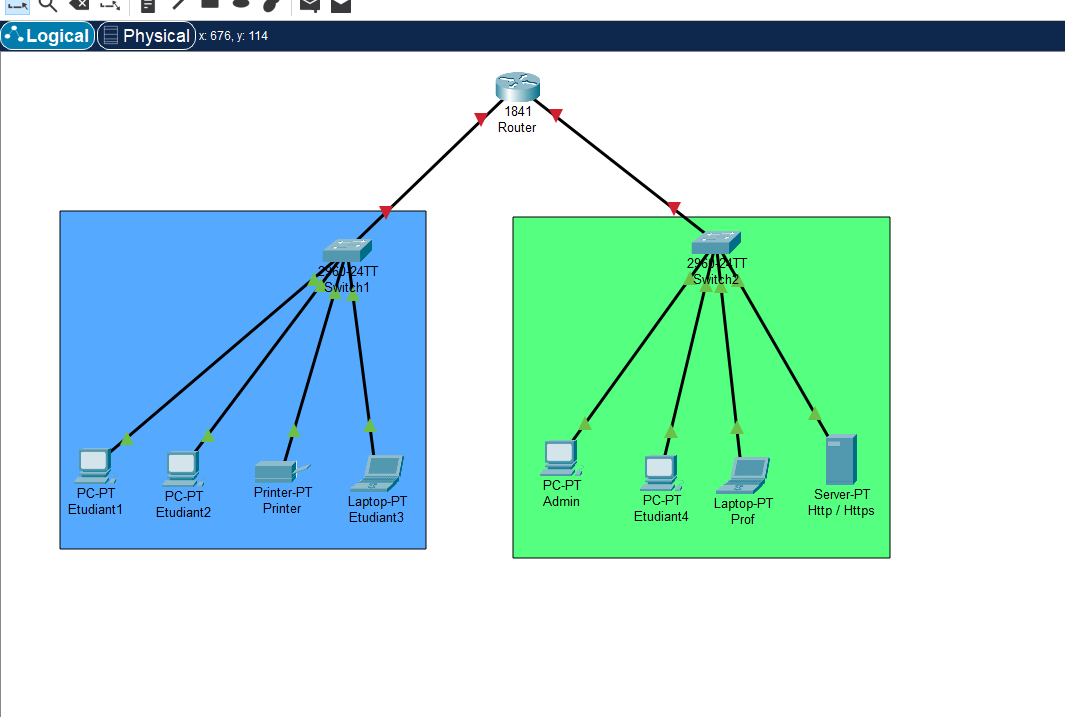 Logical
Physical
x: 676, y: 114
1841
Router
2960-24TT
Switch1
2960-24TT
Switch2
PC-PT
Etudiant1
PC-PT
Etudiant2
Printer-PT
Printer
Laptop-PT
Etudiant3
PC-PT
Admin
PC-PT
Etudiant4
Laptop-PT
Prof
Server-PT
Http / Https